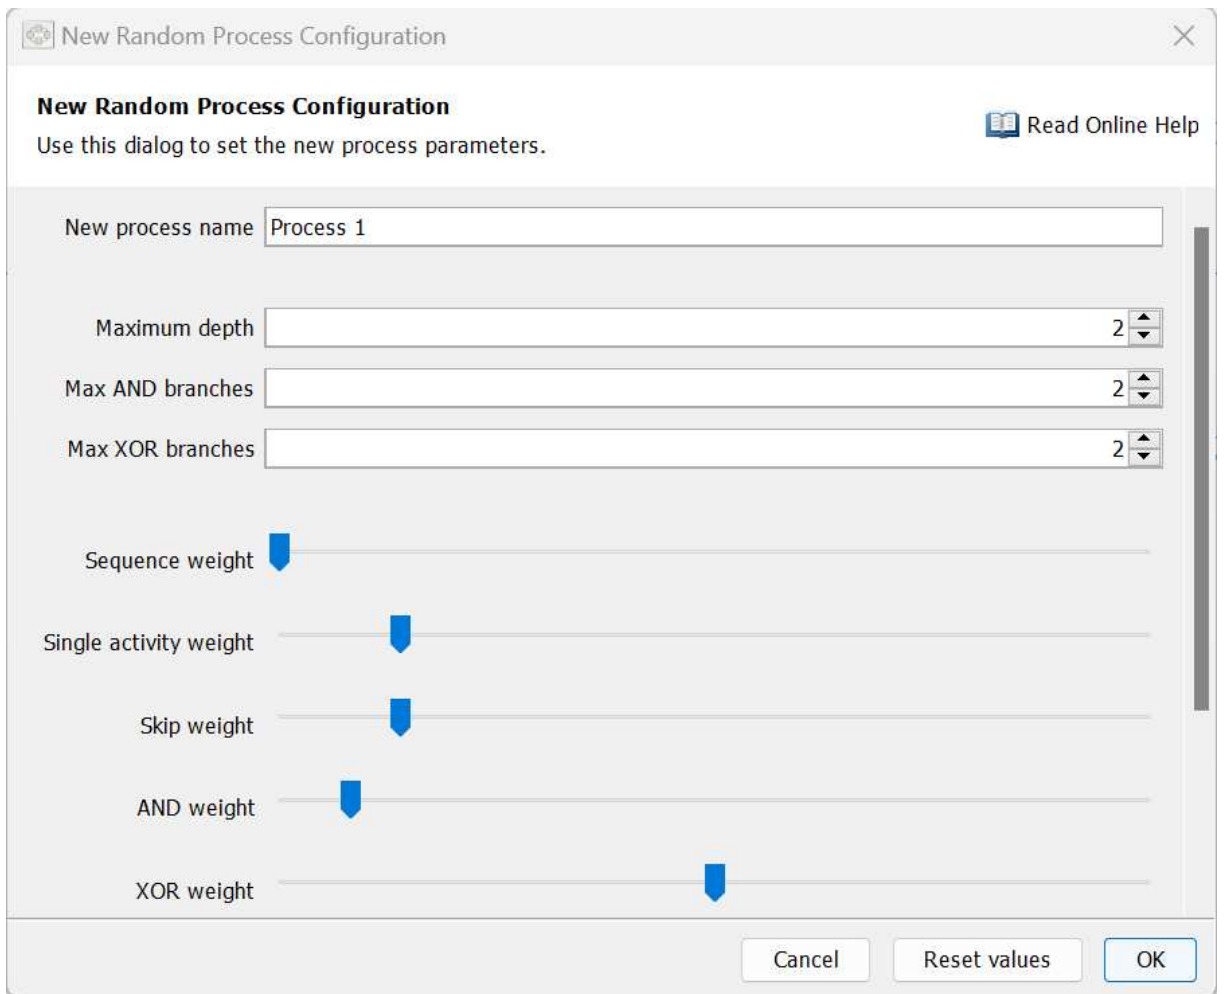 New Random Process Configuration
New Random Process Configuration
Use this dialog to set the new process parameters.
Read Online Help
New process name Process 1
Maximum depth 2
Max AND branches 2
Max XOR branches 2
Sequence weight
Single activity weight
Skip weight
AND weight
XOR weight
Cancel Reset values OK